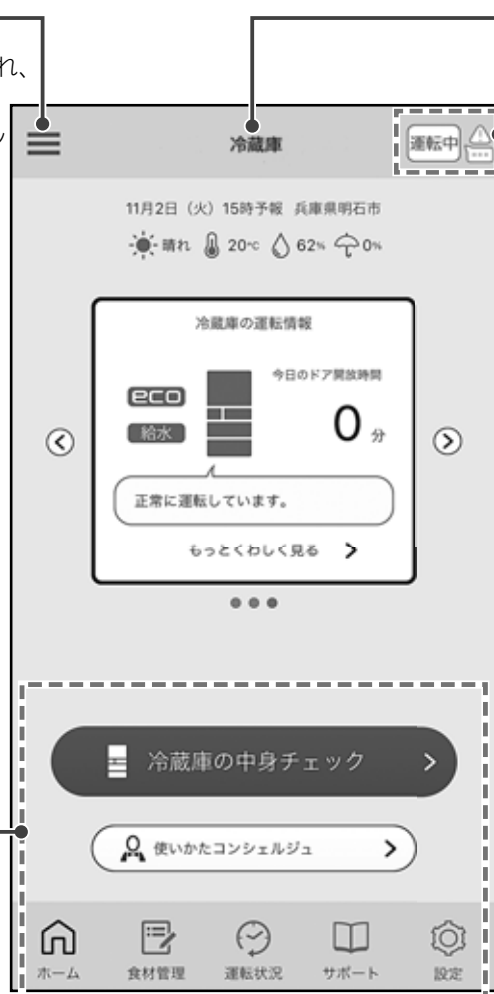 れ、
冷蔵庫
運転中
11月2日（火）15時予報 兵庫県明石市
晴れ 20℃ 62% 0%
冷蔵庫の運転情報
今日のドア開放時間
eco
給水
0分
正常に運転しています。
もっとくわしく見る
冷蔵庫の中身チェック
使いかたコンシェルジュ
ホーム 食材管理 運転状況 サポート 設定